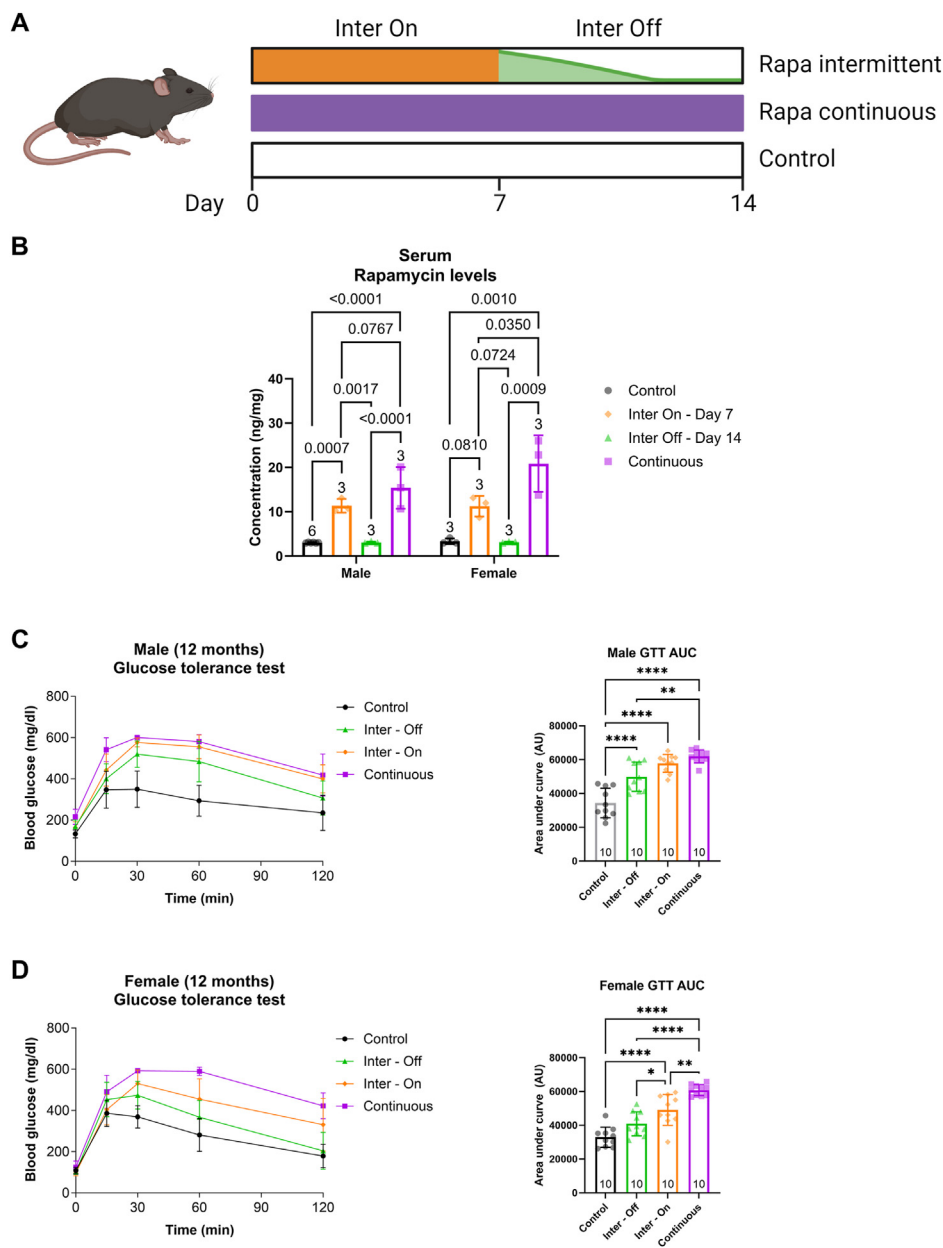 A
Inter On
Inter Off
Rapa intermittent
Rapa continuous
Control
Day
0
7
14
B
Serum
Rapamycin levels
<0.0001
0.0010
0.0767
0.0350
0.0724
0.0017
0.0009
<0.0001
0.0007
0.0810
40
30
20
10
0
Concentration (ng/mg)
6
3
3
3
3
3
3
3
Male
Female
Control
Inter On - Day 7
Inter Off - Day 14
Continuous
C
Male (12 months)
Glucose tolerance test
800
600
400
200
0
Blood glucose (mg/dl)
0
30
60
90
120
Time (min)
Control
Inter - Off
Inter - On
Continuous
Male GTT AUC
****
**
****
****
80000
60000
40000
20000
0
Area under curve (AU)
10
10
10
10
Control
Inter - Off
Inter - On
Continuous
D
Female (12 months)
Glucose tolerance test
800
600
400
200
0
Blood glucose (mg/dl)
0
30
60
90
120
Time (min)
Control
Inter - Off
Inter - On
Continuous
Female GTT AUC
****
****
****
*
**
80000
60000
40000
20000
0
Area under curve (AU)
10
10
10
10
Control
Inter - Off
Inter - On
Continuous